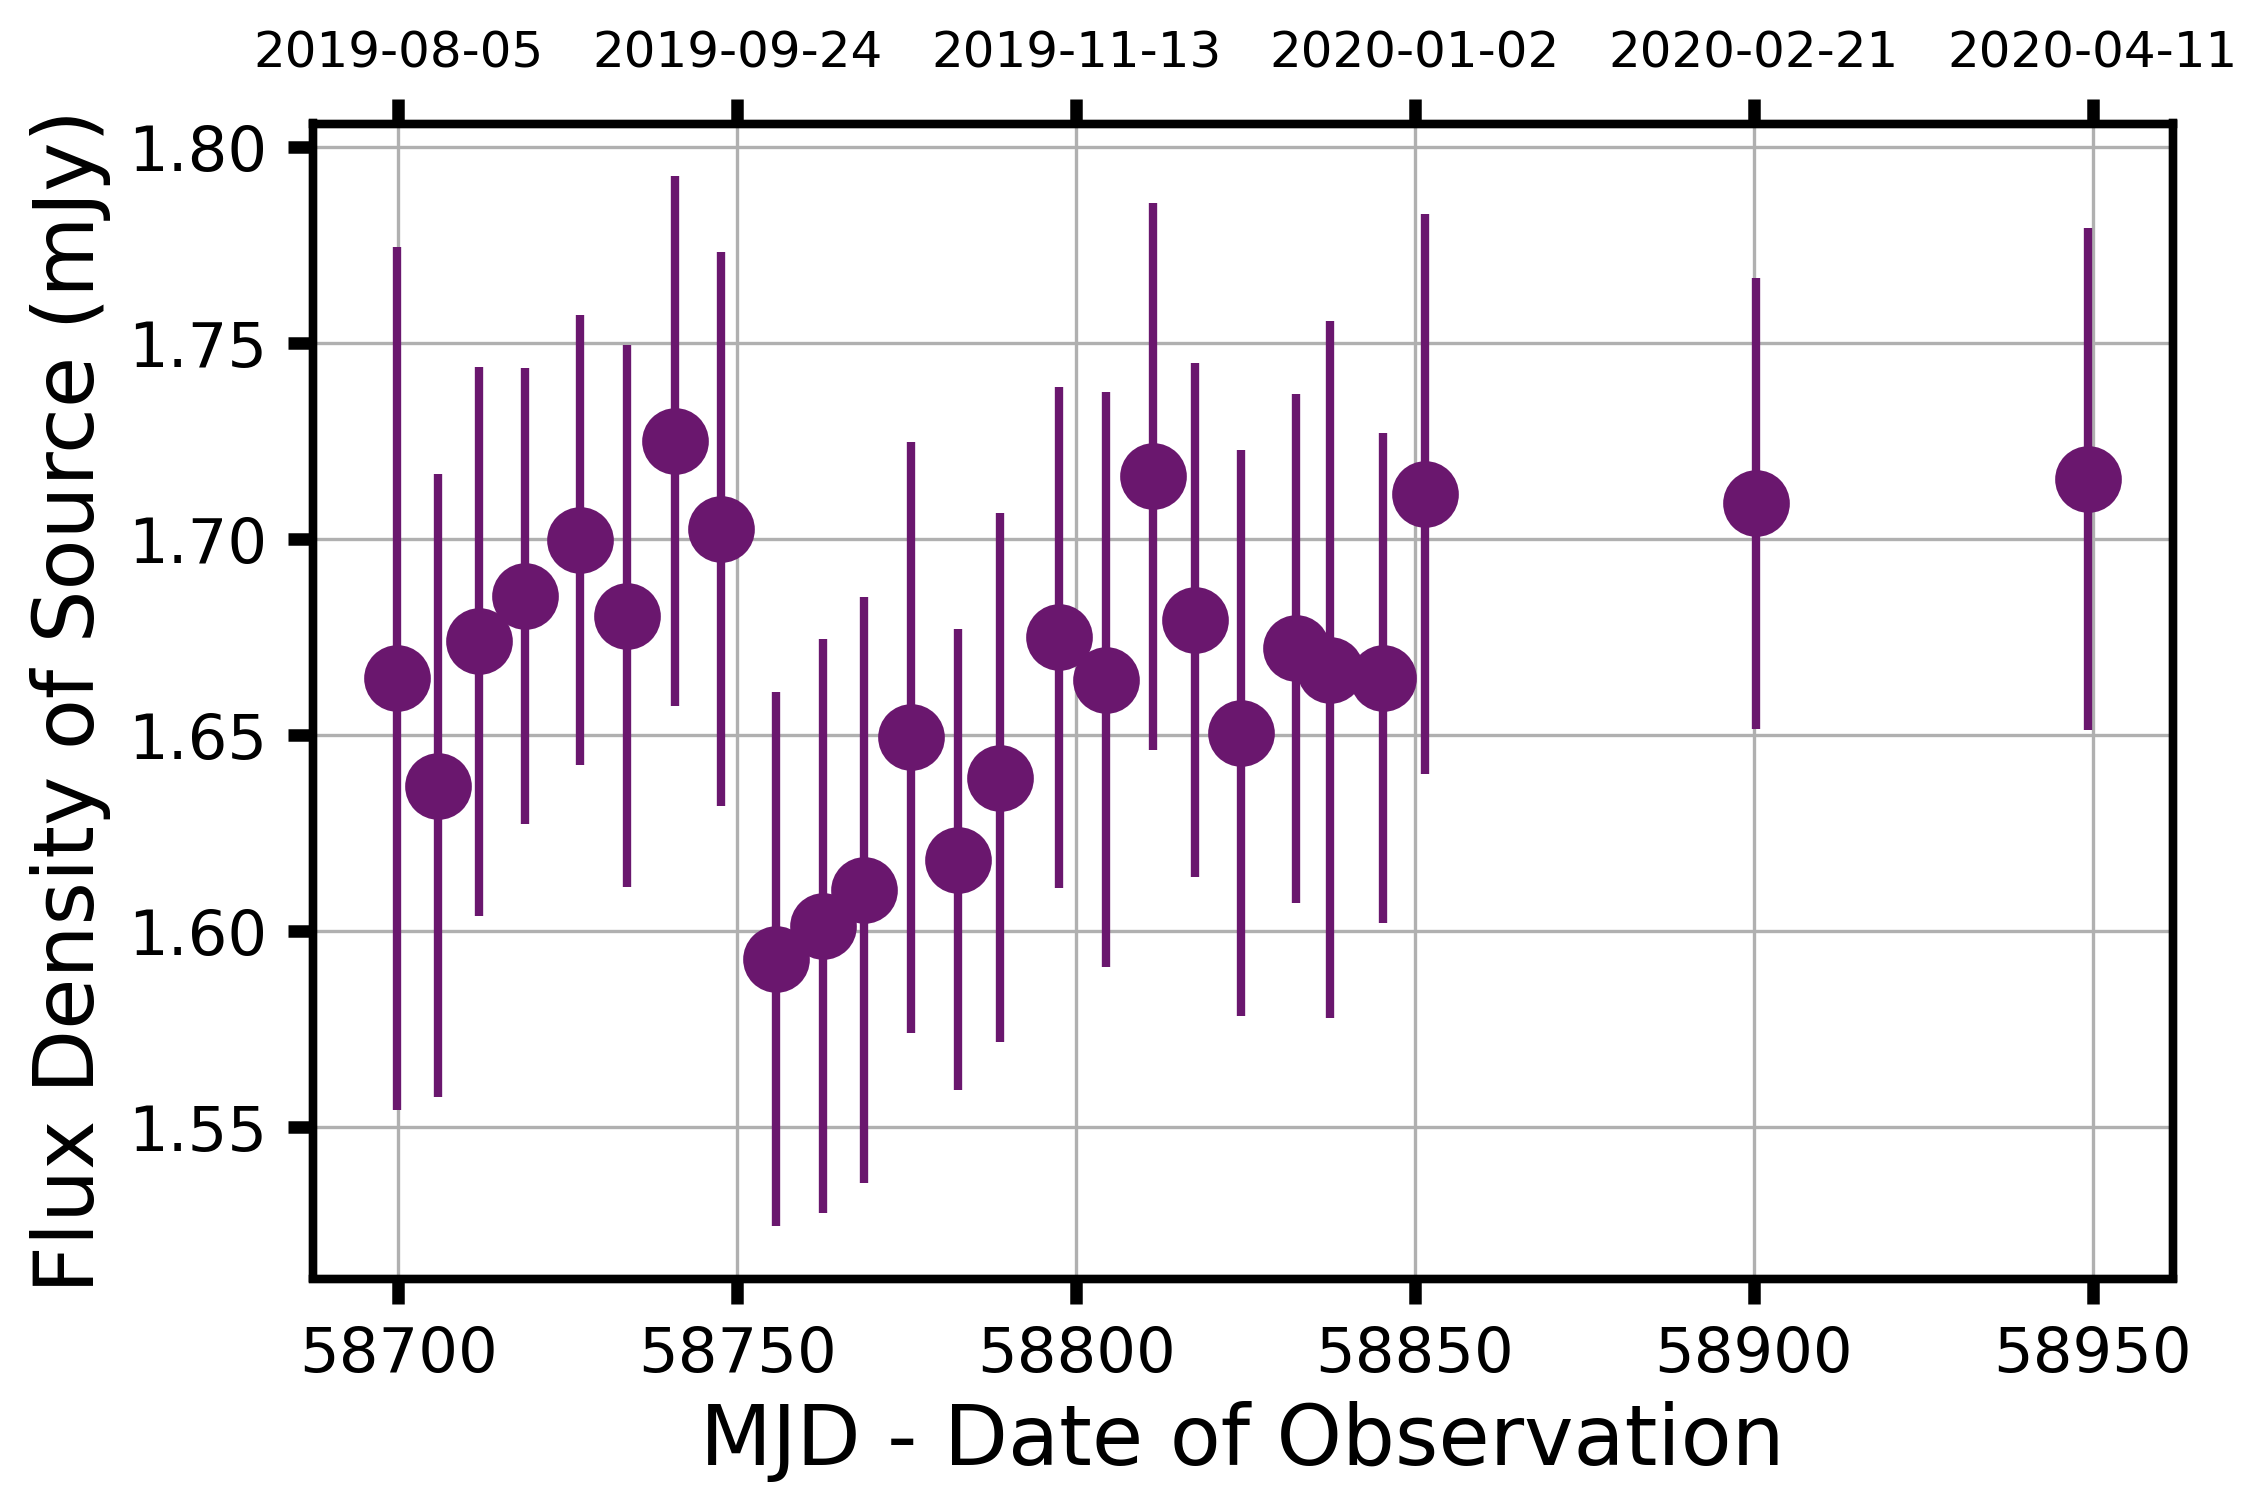 2019-08-05 2019-09-24 2019-11-13 2020-01-02 2020-02-21 2020-04-11
Flux Density of Source (mJy)
1.80
1.75
1.70
1.65
1.60
1.55
58700 58750 58800 58850 58900 58950
MJD - Date of Observation